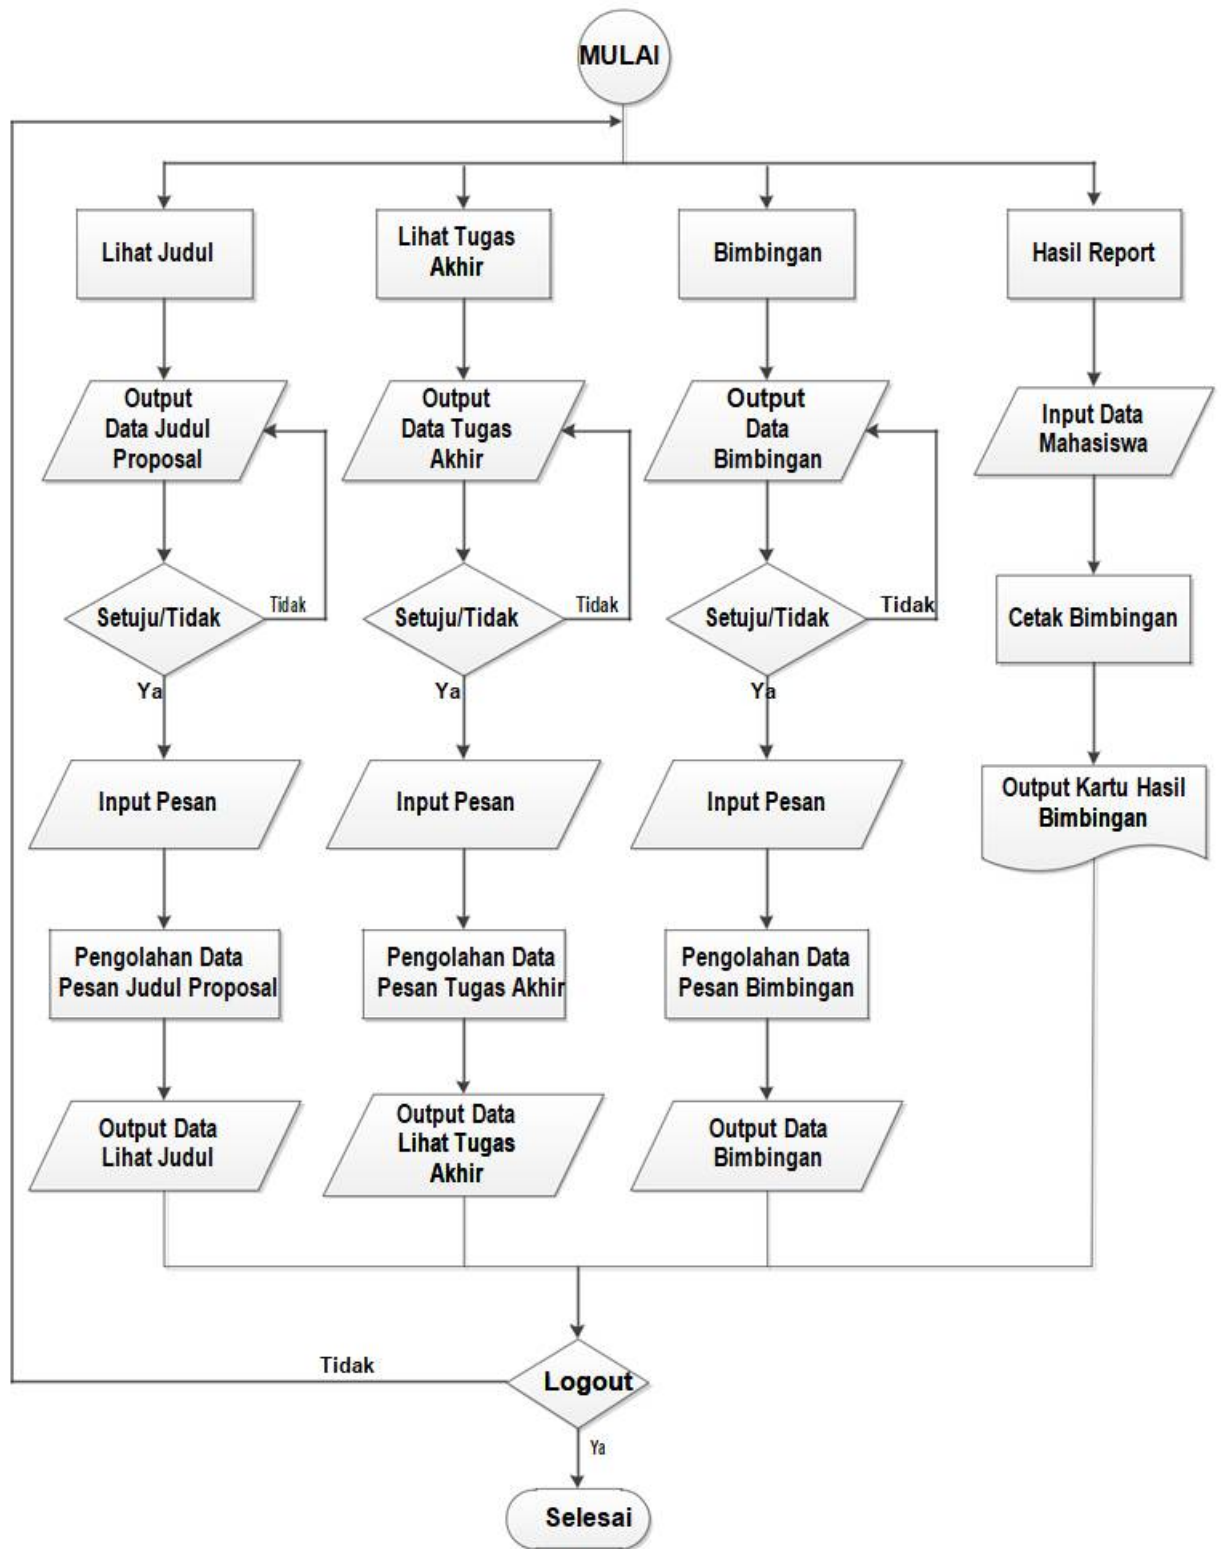 MULAI
Lihat Judul
Lihat Tugas
Akhir
Bimbingan
Hasil Report
Output
Data Judul
Proposal
Output
Data Tugas
Akhir
Output
Data
Bimbingan
Input Data
Mahasiswa
Setuju/Tidak
Tidak
Setuju/Tidak
Tidak
Setuju/Tidak
Tidak
Cetak Bimbingan
Ya
Ya
Ya
Input Pesan
Input Pesan
Input Pesan
Output Kartu Hasil
Bimbingan
Pengolahan Data
Pesan Judul Proposal
Pengolahan Data
Pesan Tugas Akhir
Pengolahan Data
Pesan Bimbingan
Output Data
Lihat Judul
Output Data
Lihat Tugas
Akhir
Output Data
Bimbingan
Tidak
Logout
Ya
Selesai